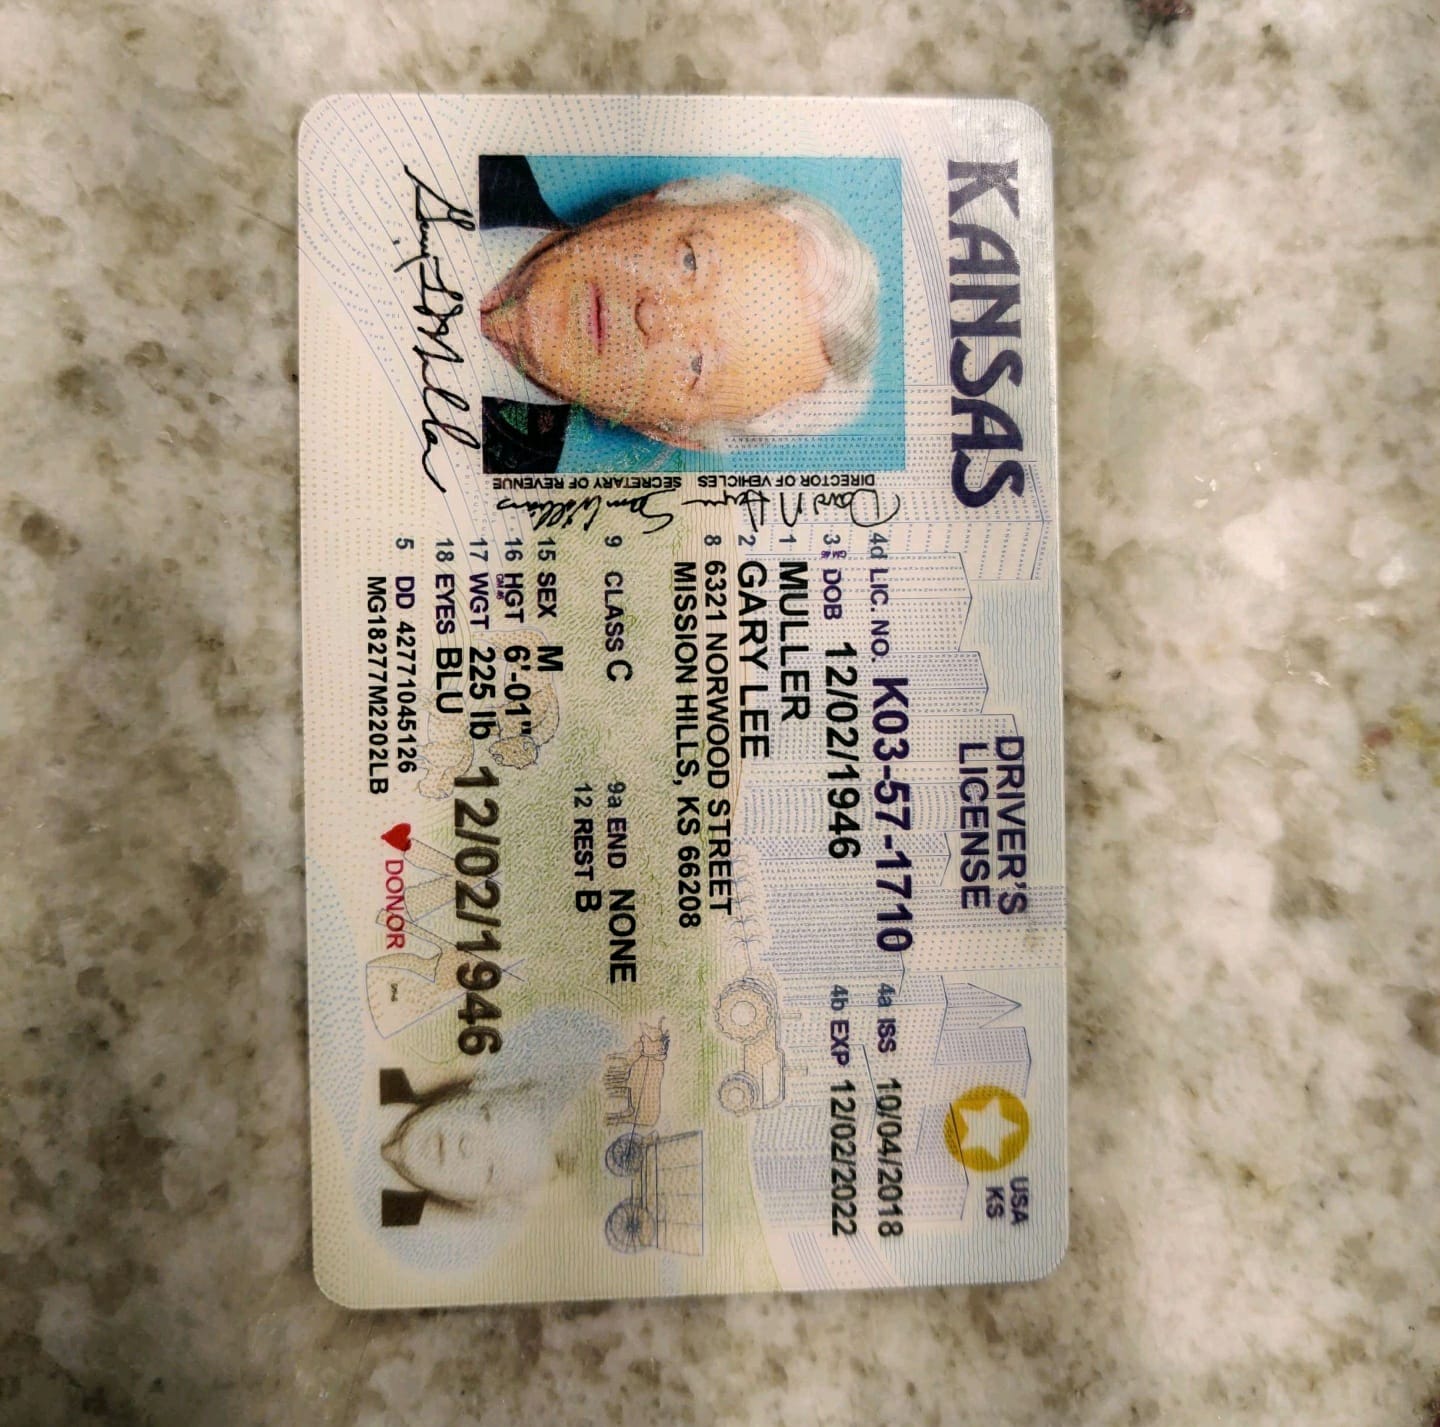 KANSAS
DRIVER'S
LICENSE
USA
KS
4d LIC. NO. K03-57-1710
4a ISS 10/04/2018
3 DOB 12/02/1946
4b EXP 12/02/2022
1 MULLER
2 GARY LEE
8 6321 NORWOOD STREET
MISSION HILLS, KS 66208
9 CLASS C
9a END NONE
12 REST B
15 SEX M
16 HGT 6'-01"
17 WGT 225 lb
18 EYES BLU
12/02/1946
5 DD 42771045126
MG18277M2202LB
DONOR
DIRECTOR OF VEHICLES
SECRETARY OF REVENUE